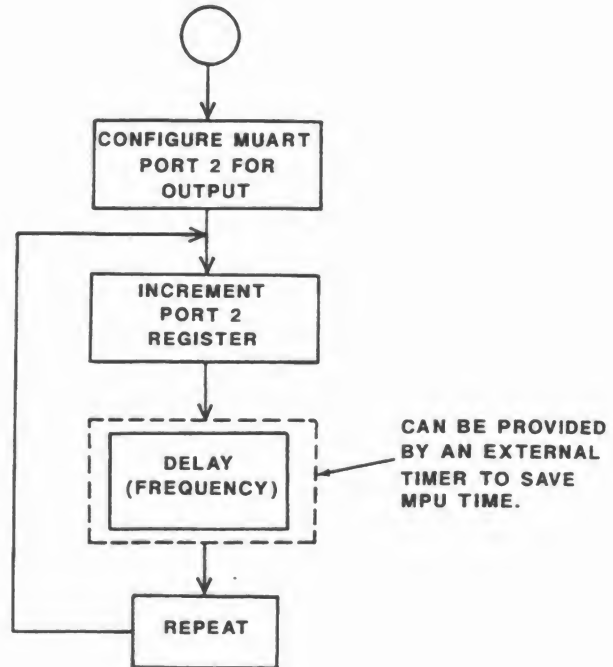 CONFIGURE MUART
PORT 2 FOR
OUTPUT
INCREMENT
PORT 2
REGISTER
DELAY
(FREQUENCY)
CAN BE PROVIDED
BY AN EXTERNAL
TIMER TO SAVE
MPU TIME.
REPEAT